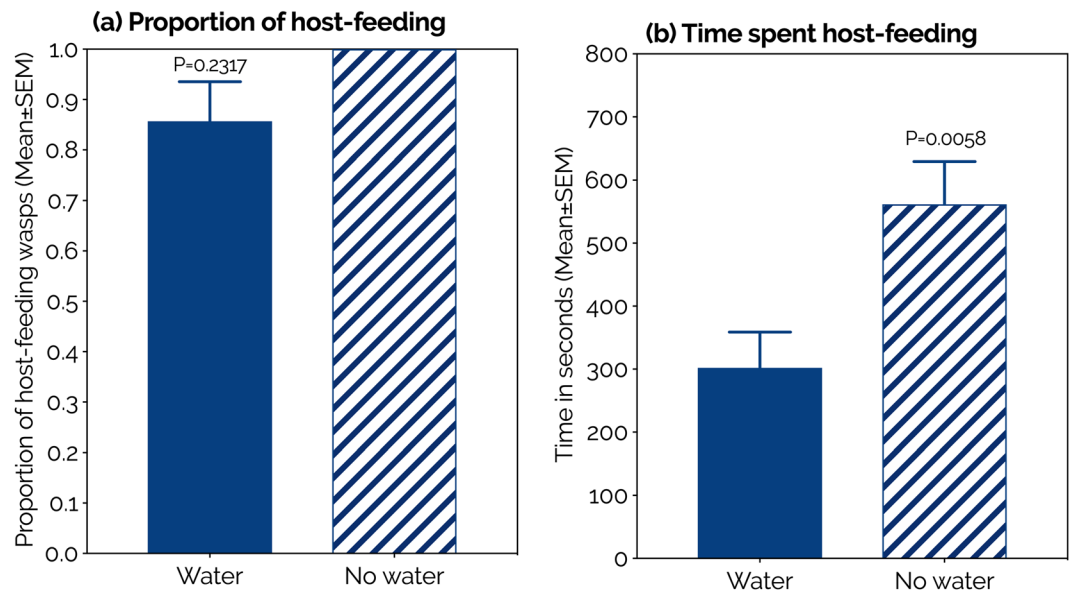 (a) Proportion of host-feeding
Proportion of host-feeding wasps (Mean±SEM)
1.0
0.9
0.8
0.7
0.6
0.5
0.4
0.3
0.2
0.1
0.0
P=0.2317
Water
No water
(b) Time spent host-feeding
Time in seconds (Mean±SEM)
800
700
600
500
400
300
200
100
0
P=0.0058
Water
No water